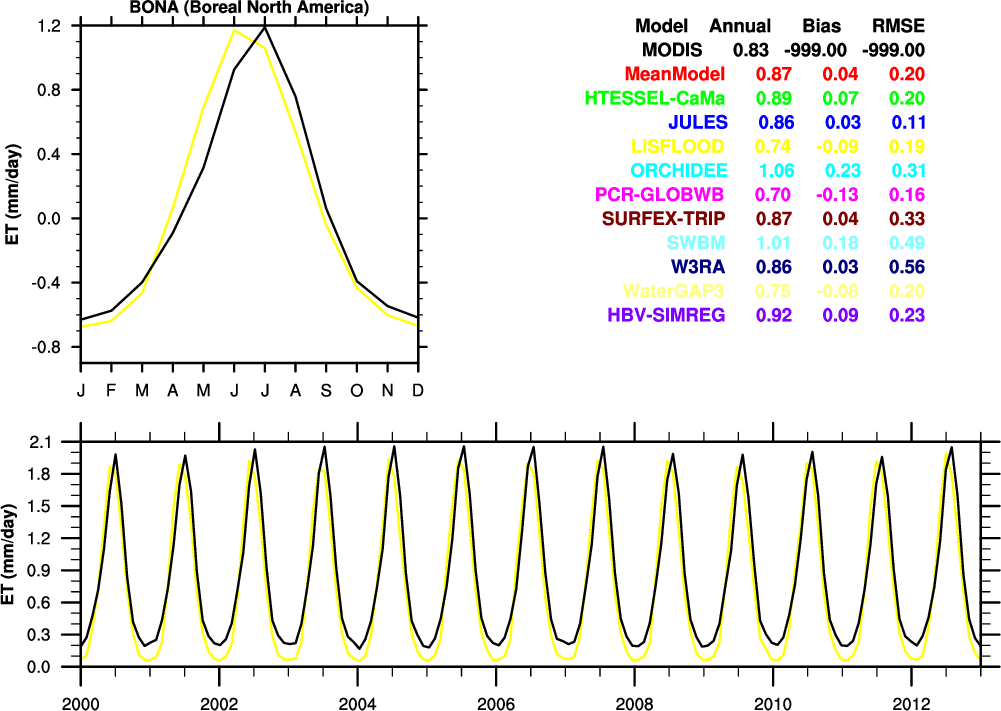 BONA (Boreal North America)
1.2
0.8
0.4
0.0
-0.4
-0.8
ET (mm/day)
J F M A M J J A S O N D
Model Annual Bias RMSE
MODIS 0.83 -999.00 -999.00
MeanModel 0.87 0.04 0.20
HTESSEL-CaMa 0.89 0.07 0.20
JULES 0.86 0.03 0.11
LISFLOOD 0.74 -0.09 0.19
ORCHIDEE 1.06 0.23 0.31
PCR-GLOBWB 0.70 -0.13 0.16
SURFEX-TRIP 0.87 0.04 0.33
SWBM 1.01 0.18 0.49
W3RA 0.86 0.03 0.56
WaterGAP3 0.75 -0.08 0.20
HBV-SIMREG 0.92 0.09 0.23
2.1
1.8
1.5
1.2
0.9
0.6
0.3
0.0
ET (mm/day)
2000 2002 2004 2006 2008 2010 2012